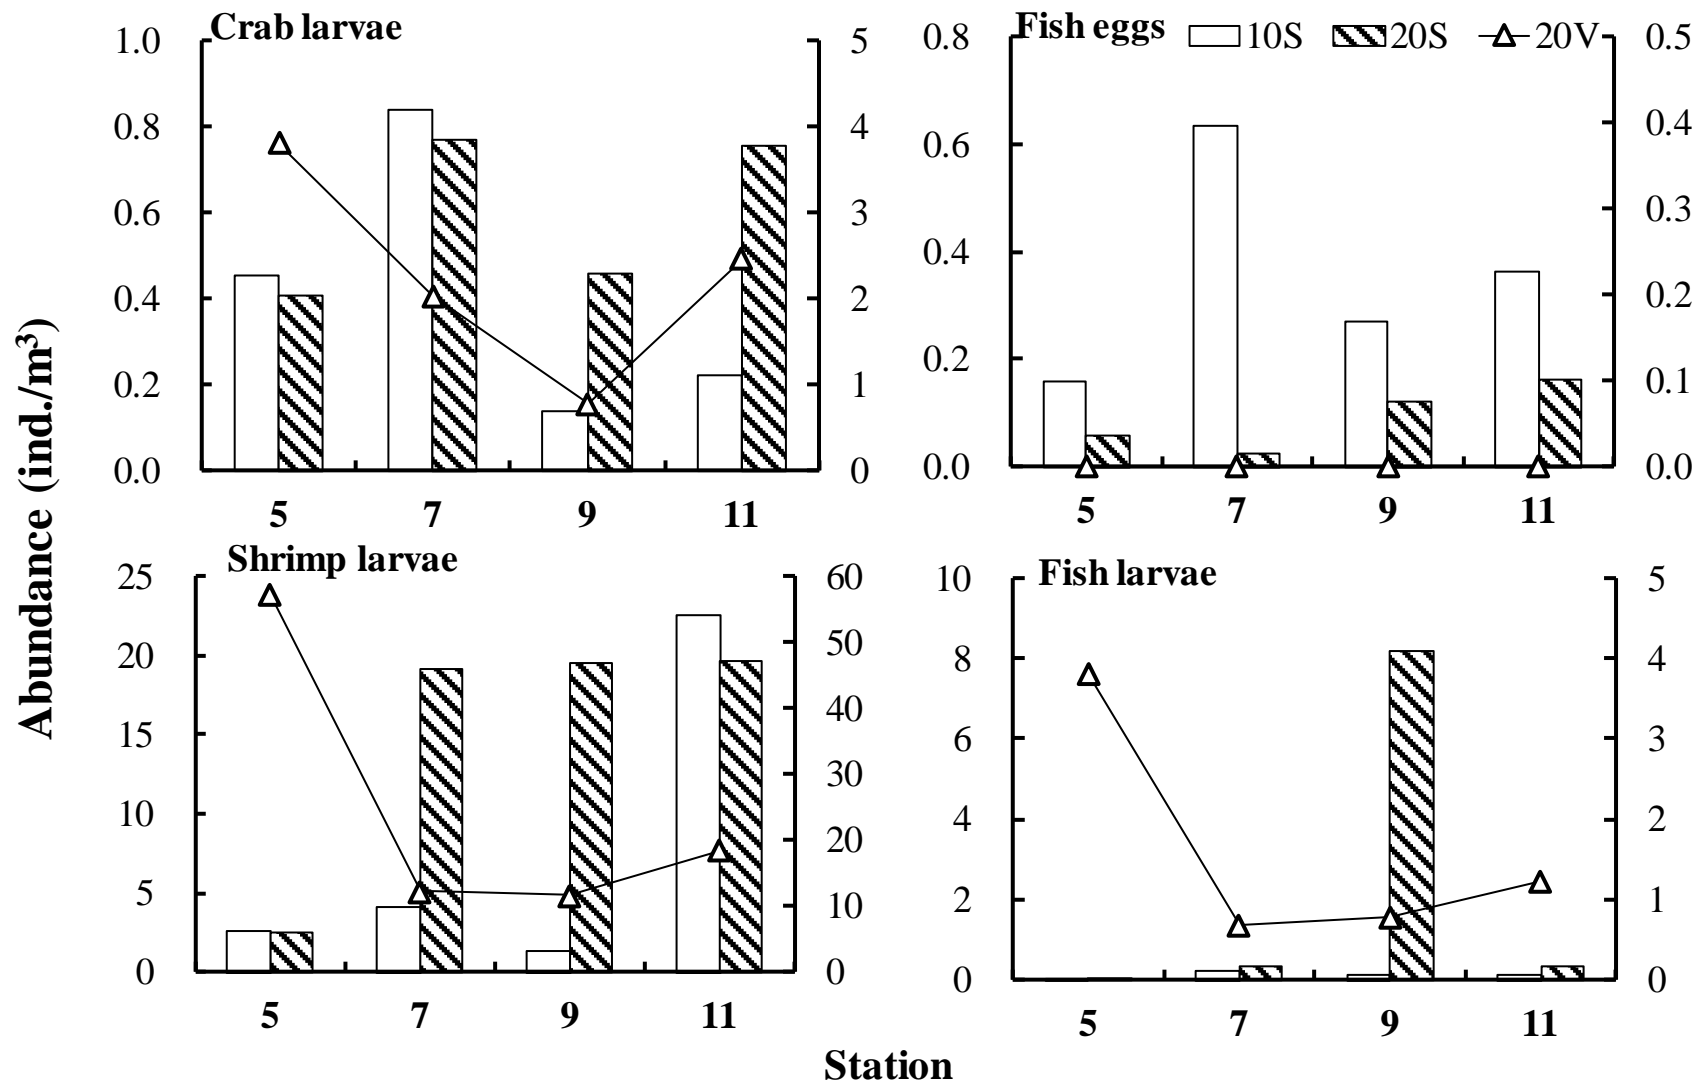 Crab larvae
Fish eggs 10S 20S 20V
1.0 5 0.8 0.5
0.8 4 0.6 0.4
0.6 3 0.4 0.3
0.4 2 0.2 0.2
0.2 1 0.0 0.1
0.0 0 0.0
5 7 9 11 5 7 9 11
Abundance (ind./m³)
Shrimp larvae
Fish larvae
25 60 10 5
20 50 8 4
15 40 6 3
10 30 4 2
5 20 2 1
0 10 0 0
0
5 7 9 11 5 7 9 11
Station